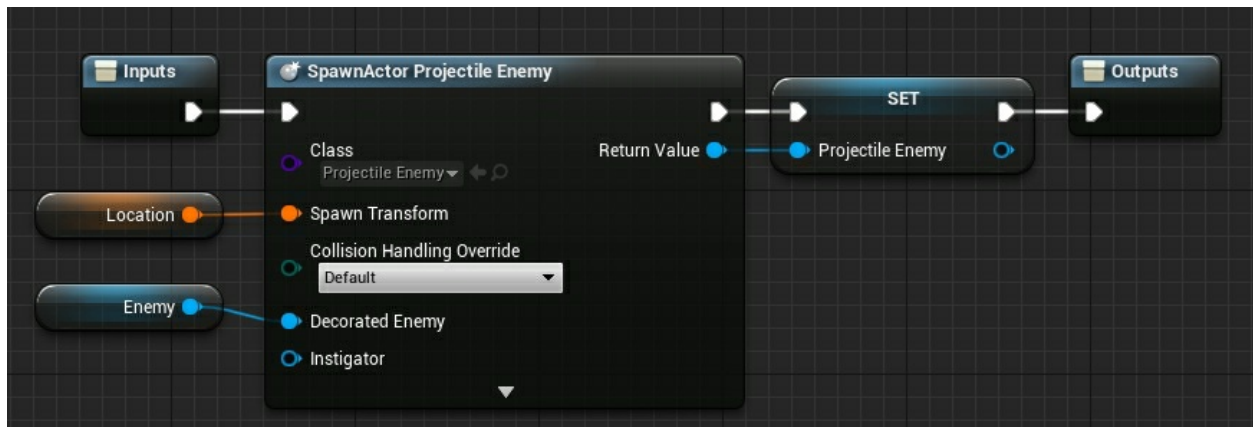 Inputs
SpawnActor Projectile Enemy
SET
Outputs
Class
Projectile Enemy
Return Value
Projectile Enemy
Location
Spawn Transform
Collision Handling Override
Default
Enemy
Decorated Enemy
Instigator